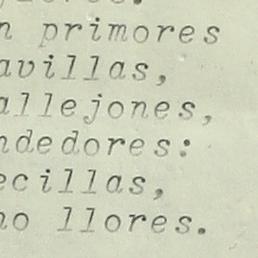 n primores
avillas,
allejones,
ndedores:
ecillas,
no llores.